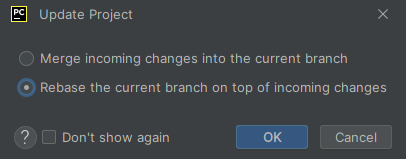 PC
Update Project
Merge incoming changes into the current branch
Rebase the current branch on top of incoming changes
?
Don't show again
OK
Cancel